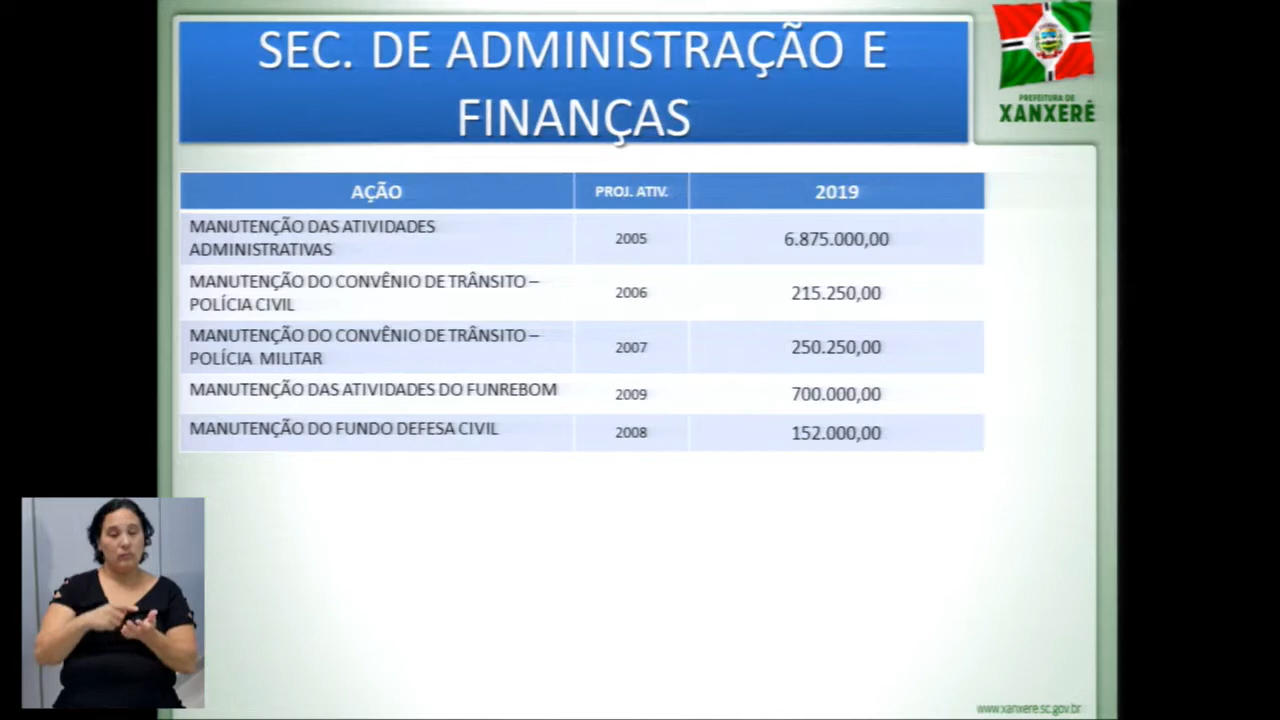 SEC. DE ADMINISTRAÇÃO E
FINANÇAS
PREFEITURA DE
XANXERÊ
AÇÃO PROJ. ATIV. 2019
MANUTENÇÃO DAS ATIVIDADES
ADMINISTRATIVAS 2005 6.875.000,00
MANUTENÇÃO DO CONVÊNIO DE TRÂNSITO –
POLÍCIA CIVIL 2006 215.250,00
MANUTENÇÃO DO CONVÊNIO DE TRÂNSITO –
POLÍCIA MILITAR 2007 250.250,00
MANUTENÇÃO DAS ATIVIDADES DO FUNREBOM 2009 700.000,00
MANUTENÇÃO DO FUNDO DEFESA CIVIL 2008 152.000,00
www.xanxere.sc.gov.br